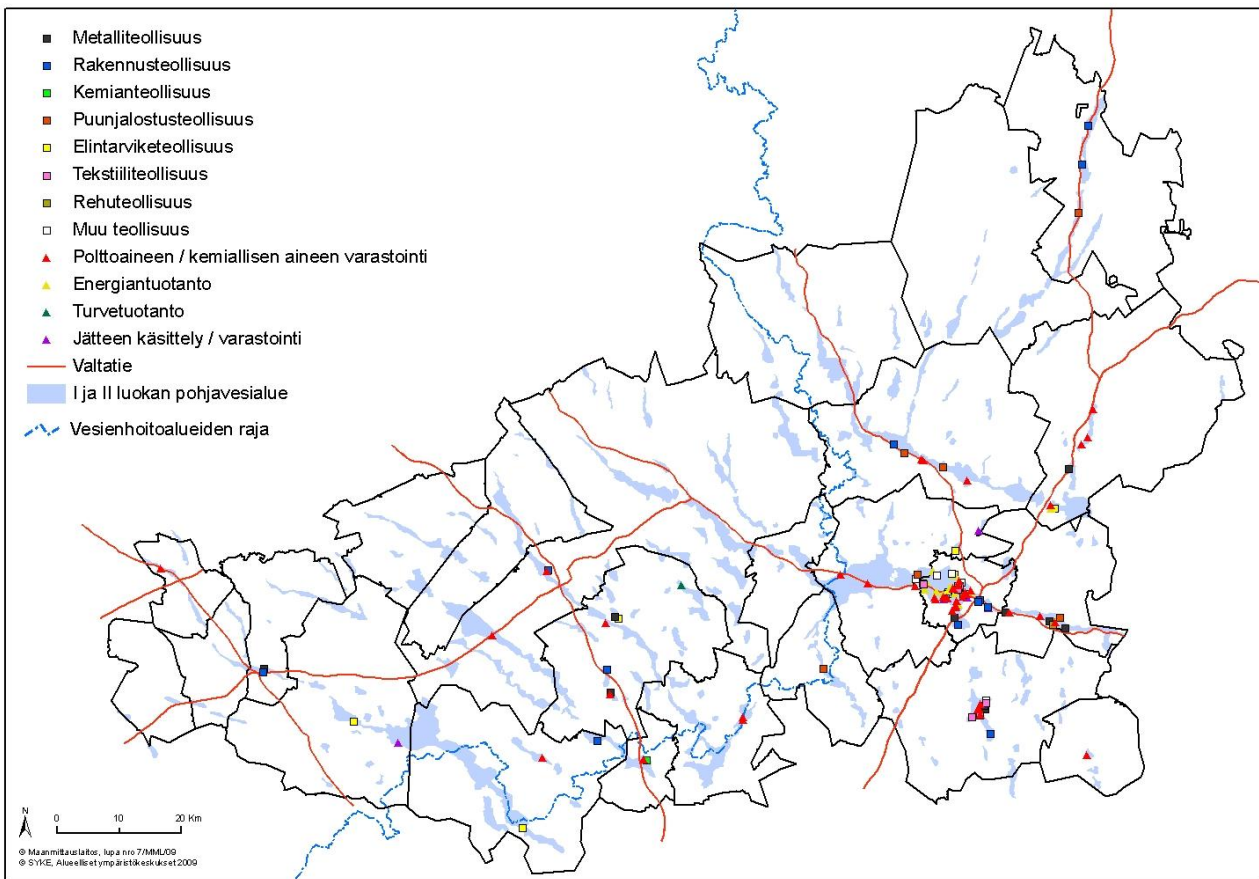 Metalliteollisuus
Rakennusteollisuus
Kemianteollisuus
Puunjalostusteollisuus
Elintarviketeollisuus
Tekstiiliteollisuus
Rehuteollisuus
Muu teollisuus
Polttoaineen / kemiallisen aineen varastointi
Energiantuotanto
Turvetuotanto
Jätteen käsittely / varastointi
Valtatie
I ja II luokan pohjavesialue
Vesienhoitoalueiden raja
N
0 10 20 Km
© Maanmittauslaitos, lupa nro 7/MML/09
© SYKE, Alueelliset ympäristökeskukset 2009